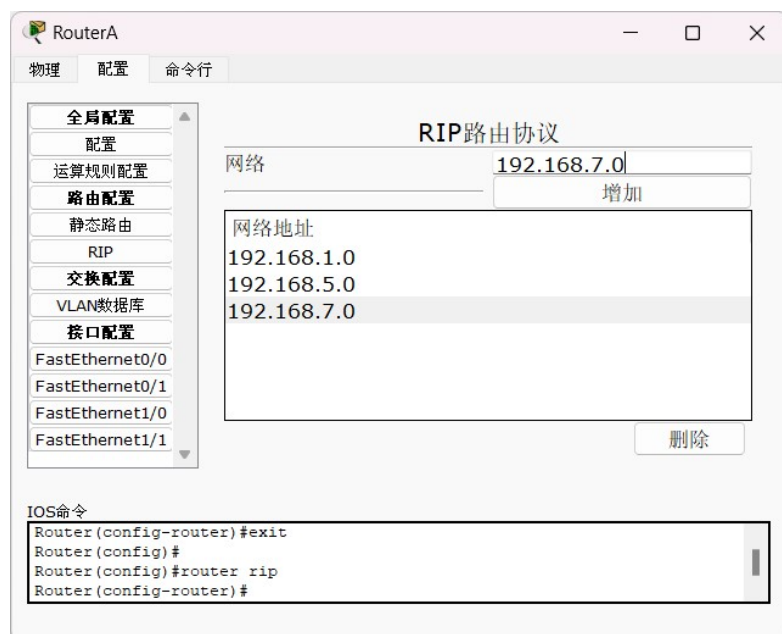 RouterA
物理 配置 命令行
全局配置
配置
运算规则配置
路由配置
静态路由
RIP
交换配置
VLAN数据库
接口配置
FastEthernet0/0
FastEthernet0/1
FastEthernet1/0
FastEthernet1/1
RIP路由协议
网络 192.168.7.0
增加
网络地址
192.168.1.0
192.168.5.0
192.168.7.0
删除
IOS命令
Router(config-router)#exit
Router(config)#
Router(config)#router rip
Router(config-router)#